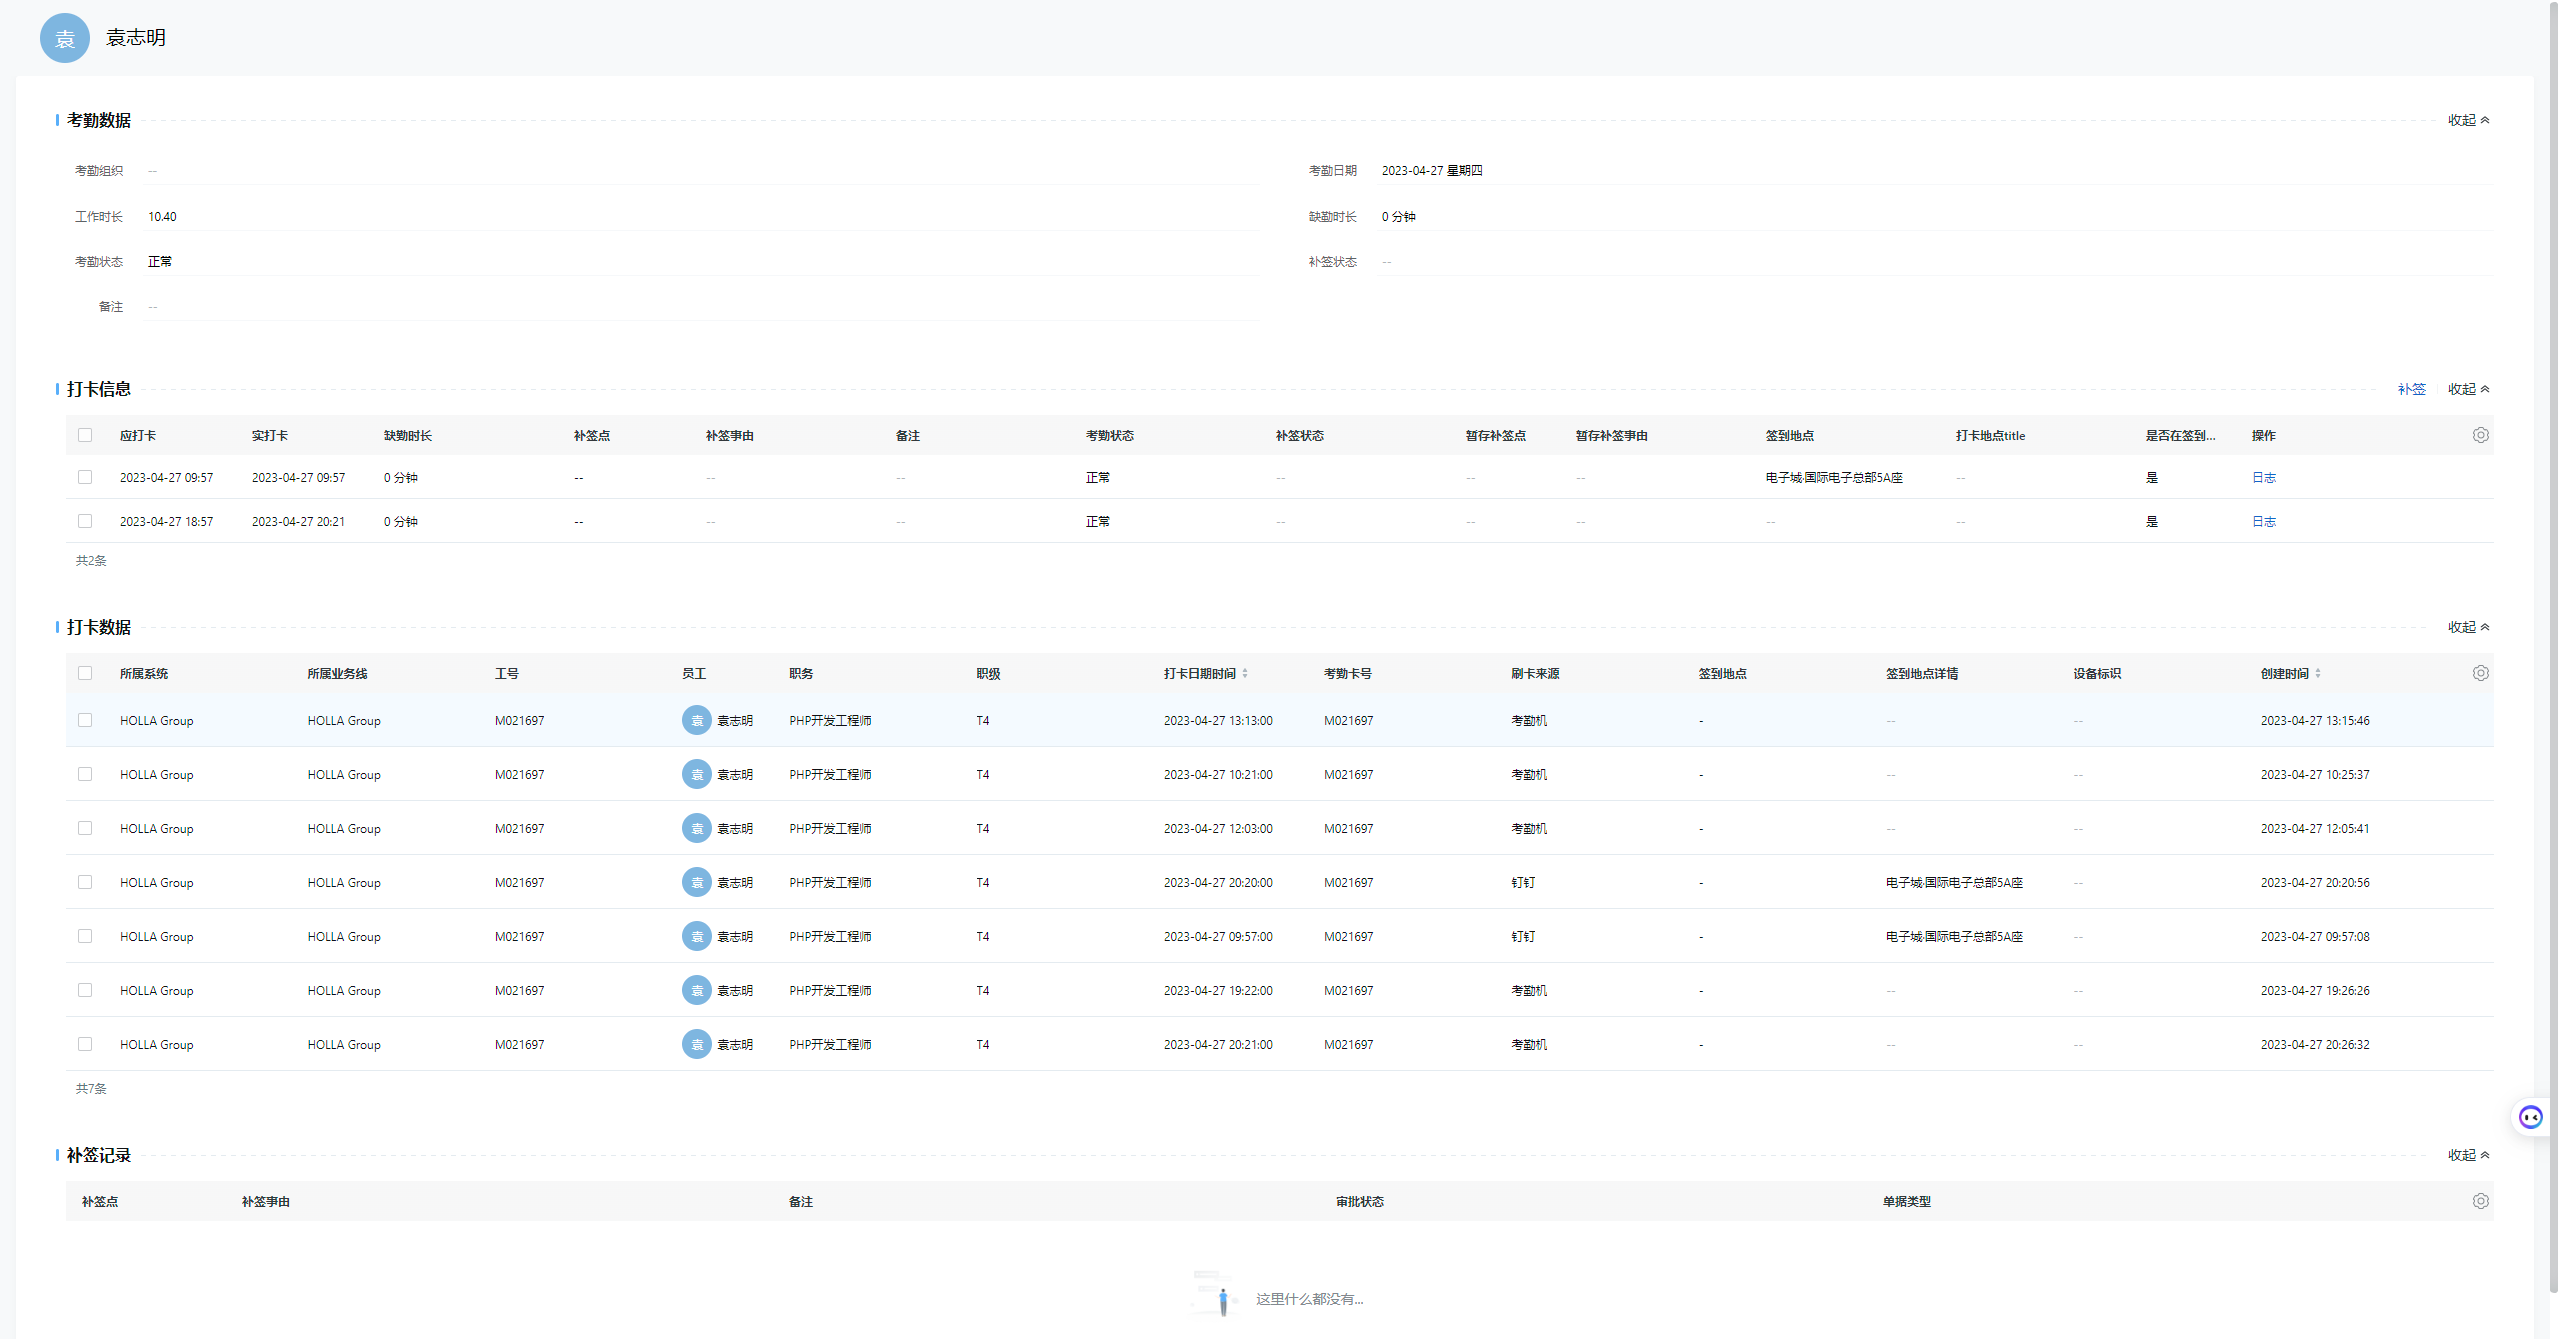 袁 袁志明
考勤数据 收起
考勤组织 -- 考勤日期 2023-04-27 星期四
工作时长 10.40 缺勤时长 0 分钟
考勤状态 正常 补签状态 --
备注 --
打卡信息 补签 收起
应打卡 实打卡 缺勤时长 补签点 补签事由 备注 考勤状态 补签状态 暂存补签点 暂存补签事由 签到地点 打卡地点title 是否在签到... 操作
2023-04-27 09:57 2023-04-27 09:57 0 分钟 -- -- -- 正常 -- -- -- 电子城·国际电子总部5A座 -- 是 日志
2023-04-27 18:57 2023-04-27 20:21 0 分钟 -- -- -- 正常 -- -- -- -- -- 是 日志
共2条
打卡数据 收起
所属系统 所属业务线 工号 员工 职务 职级 打卡日期时间 考勤卡号 刷卡来源 签到地点 签到地点详情 设备标识 创建时间
HOLLA Group HOLLA Group M021697 袁 袁志明 PHP开发工程师 T4 2023-04-27 13:13:00 M021697 考勤机 - -- -- 2023-04-27 13:15:46
HOLLA Group HOLLA Group M021697 袁 袁志明 PHP开发工程师 T4 2023-04-27 10:21:00 M021697 考勤机 - -- -- 2023-04-27 10:25:37
HOLLA Group HOLLA Group M021697 袁 袁志明 PHP开发工程师 T4 2023-04-27 12:03:00 M021697 考勤机 - -- -- 2023-04-27 12:05:41
HOLLA Group HOLLA Group M021697 袁 袁志明 PHP开发工程师 T4 2023-04-27 20:20:00 M021697 钉钉 - 电子城·国际电子总部5A座 -- 2023-04-27 20:20:56
HOLLA Group HOLLA Group M021697 袁 袁志明 PHP开发工程师 T4 2023-04-27 09:57:00 M021697 钉钉 - 电子城·国际电子总部5A座 -- 2023-04-27 09:57:08
HOLLA Group HOLLA Group M021697 袁 袁志明 PHP开发工程师 T4 2023-04-27 19:22:00 M021697 考勤机 - -- -- 2023-04-27 19:26:26
HOLLA Group HOLLA Group M021697 袁 袁志明 PHP开发工程师 T4 2023-04-27 20:21:00 M021697 考勤机 - -- -- 2023-04-27 20:26:32
共7条
补签记录 收起
补签点 补签事由 备注 审批状态 单据类型
这里什么都没有...